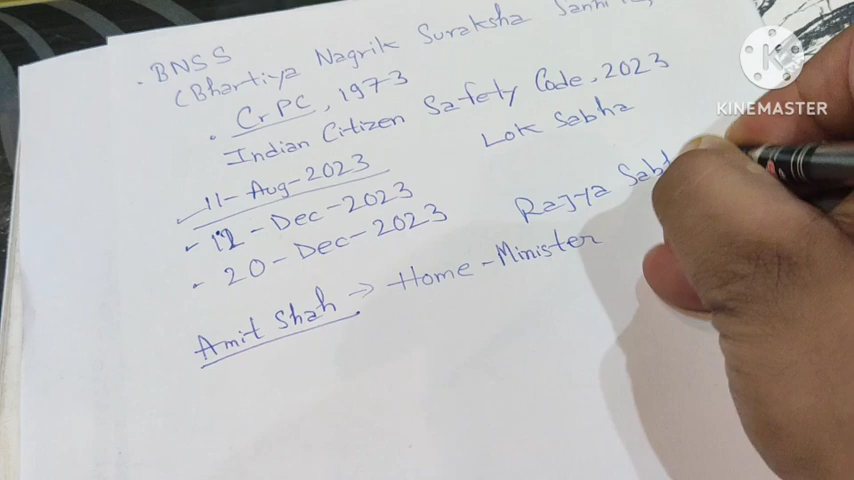 · BNSS
(Bhartiya Nagrik Suraksha
· CrPC, 1973
Indian Citizen Safety Code, 2023
11-Aug-2023 Lok Sabha
12-Dec-2023
· 20-Dec-2023 Rajya Sabh
Amit Shah → Home-Minister
KINEMASTER